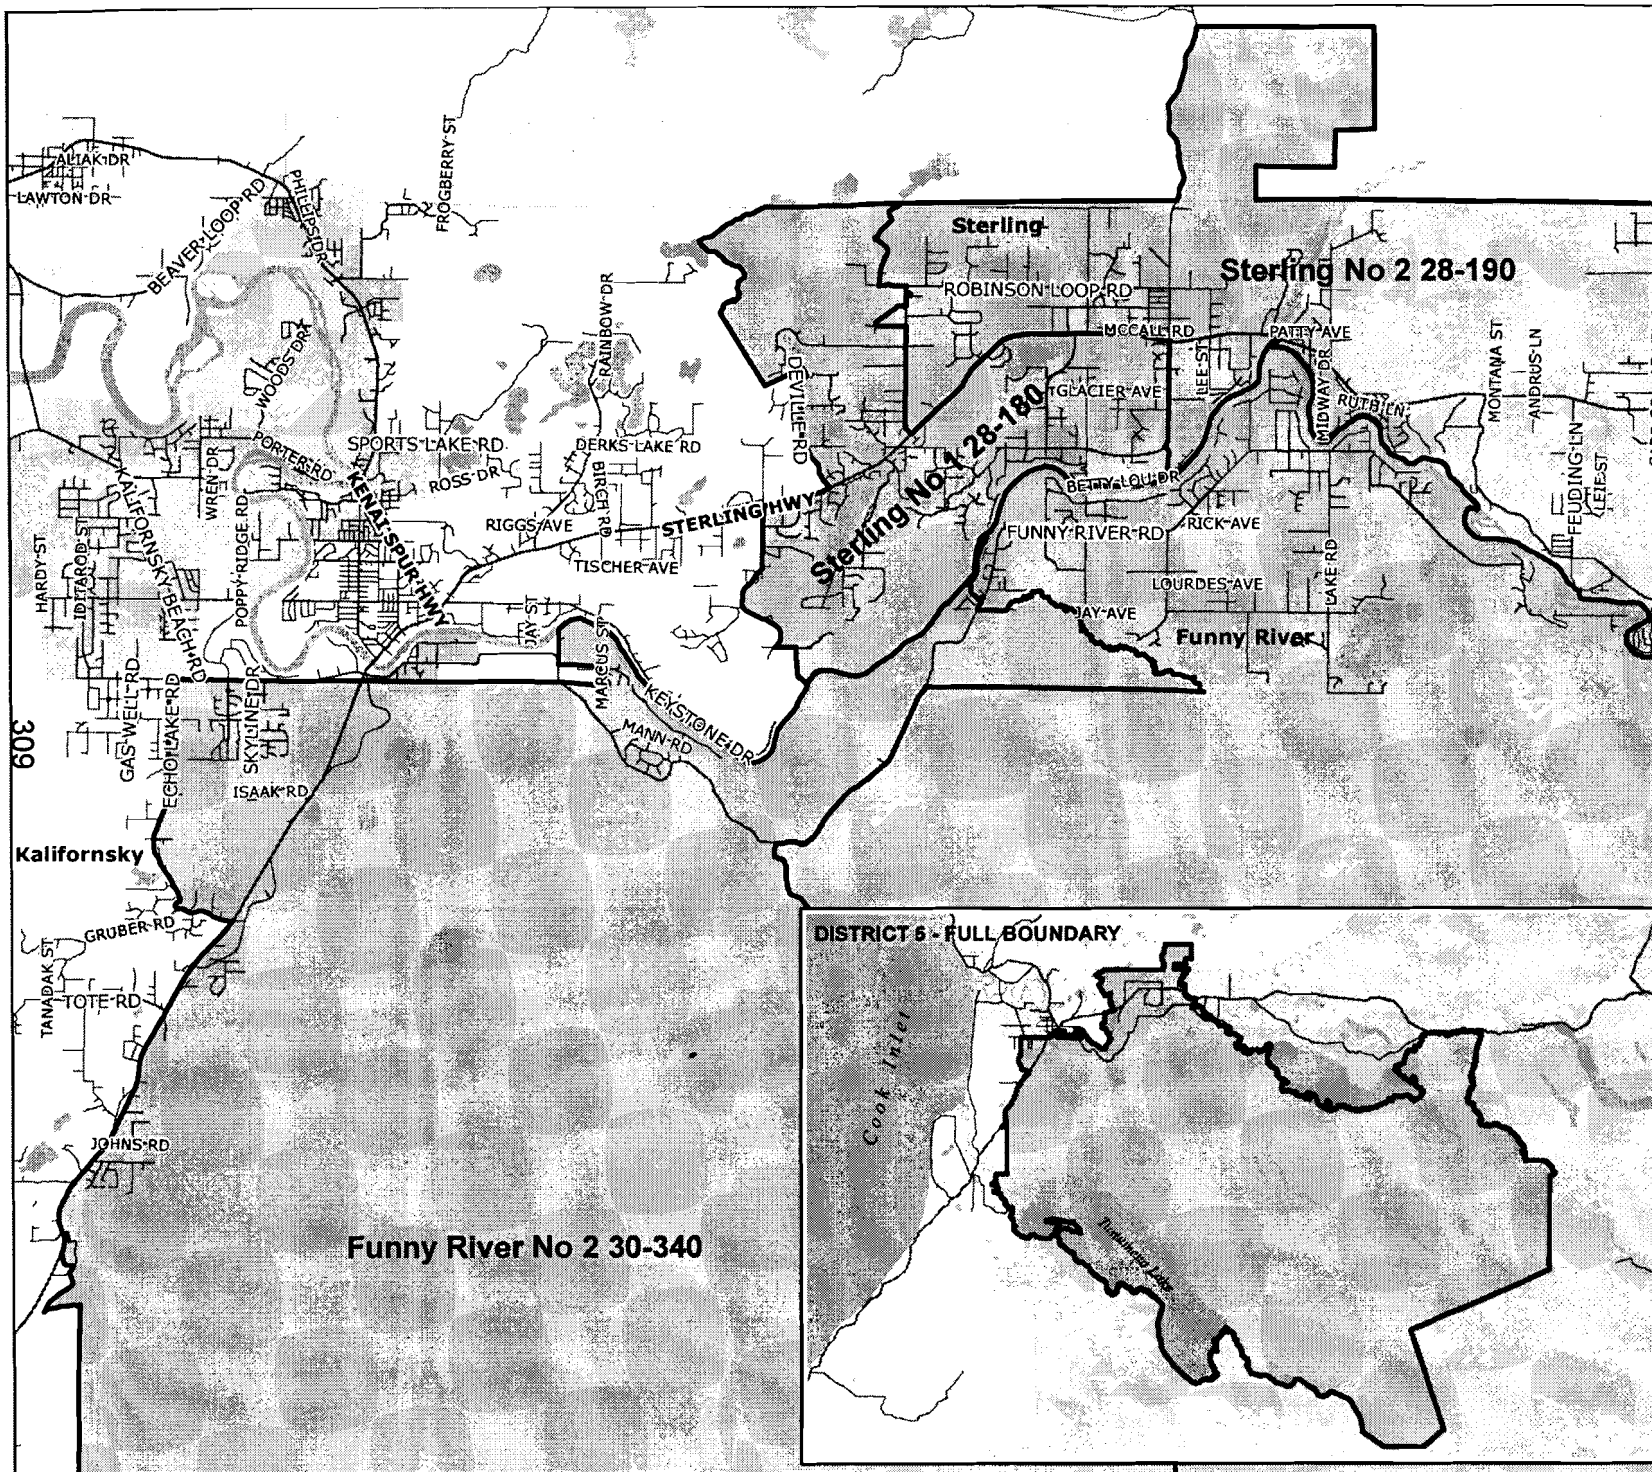 ALIAK DR
LAWTON DR
BEAVER LOOP RD
PHILLIPS DR
FROGBERRY ST
Sterling
Sterling No 2 28-190
ROBINSON LOOP RD
RAINBOW DR
MCCALL RD
PATTY AVE
WOODS DR
DEVILLE RD
LEE ST
MIDWAY DR
MONTANA ST
ANDRUS LN
GLACIER AVE
RUTH LN
PORTER RD
SPORTS LAKE RD
DERKS LAKE RD
WREN DR
ROSS DR
BIRCH RD
Sterling No 1 28-180
BETTY LOU DR
FEUDING LN
LEIF ST
KALIFORNSKY BEACH RD
KENAI SPUR HWY
RIGGS AVE
STERLING HWY
FUNNY RIVER RD
RICK AVE
HARDY ST
IDITAROD ST
POPPY RIDGE RD
TISCHER AVE
LOURDES AVE
LAKE RD
JAY ST
JAY AVE
Funny River
MARCUS ST
KEYSTONE DR
MANN RD
GAS WEL RD
ECHO LAKE RD
SKYLINE DR
309
ISAAK RD
Kalifornsky
GRUBER RD
TANADAK ST
TOTE RD
JOHNS RD
Funny River No 2 30-340
DISTRICT 5 - FULL BOUNDARY
Cook Inlet
Tustumena Lake